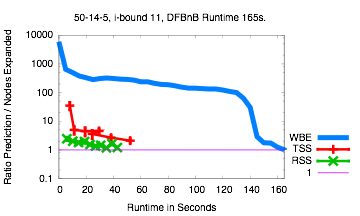 50-14-5, i-bound 11, DFBnB Runtime 165s.
Ratio Prediction / Nodes Expanded
10000
1000
100
10
1
0.1
0 20 40 60 80 100 120 140 160
Runtime in Seconds
WBE
TSS
RSS
1